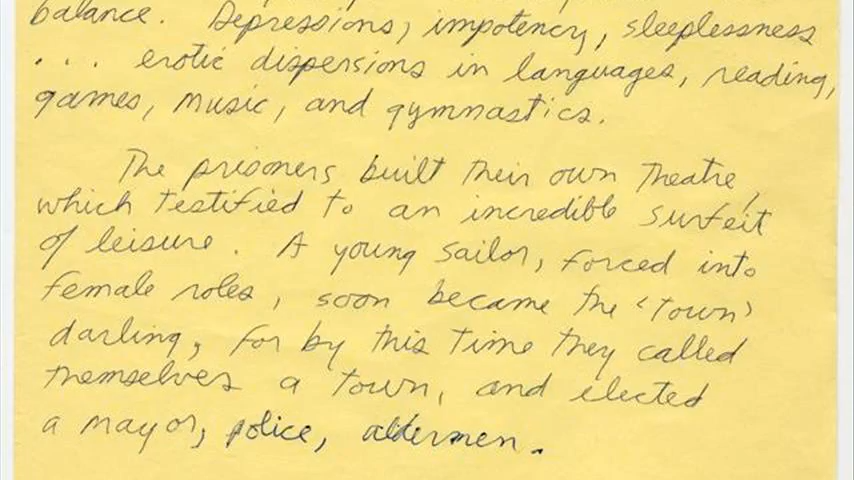 balance. Depressions, impotency, sleeplessness
. . . erotic dispersions in languages, reading,
games, music, and gymnastics.
The prisoners built their own theatre,
which testified to an incredible surfeit
of leisure. A young sailor, forced into
female roles, soon became the 'town'
darling, for by this time they called
themselves a town, and elected
a mayor, police, aldermen.